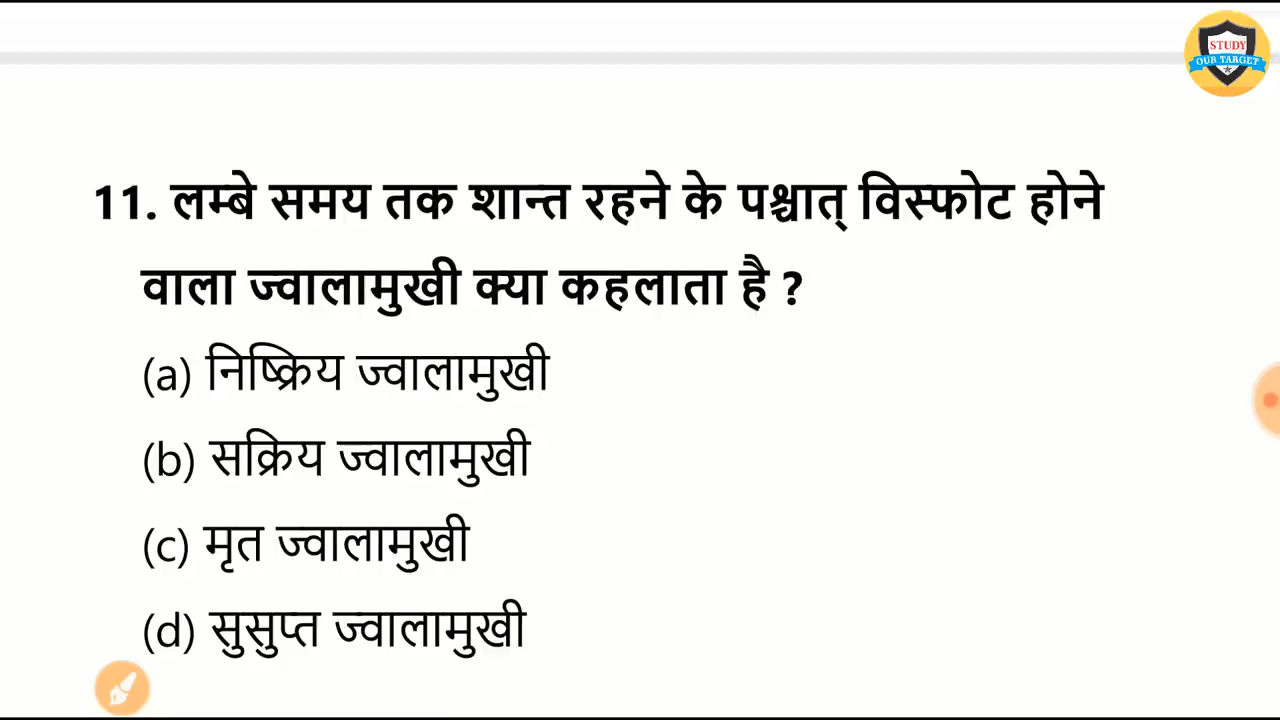 STUDY
OUR TARGET
11. लम्बे समय तक शान्त रहने के पश्चात् विस्फोट होने
वाला ज्वालामुखी क्या कहलाता है ?
(a) निष्क्रिय ज्वालामुखी
(b) सक्रिय ज्वालामुखी
(c) मृत ज्वालामुखी
(d) सुसुप्त ज्वालामुखी